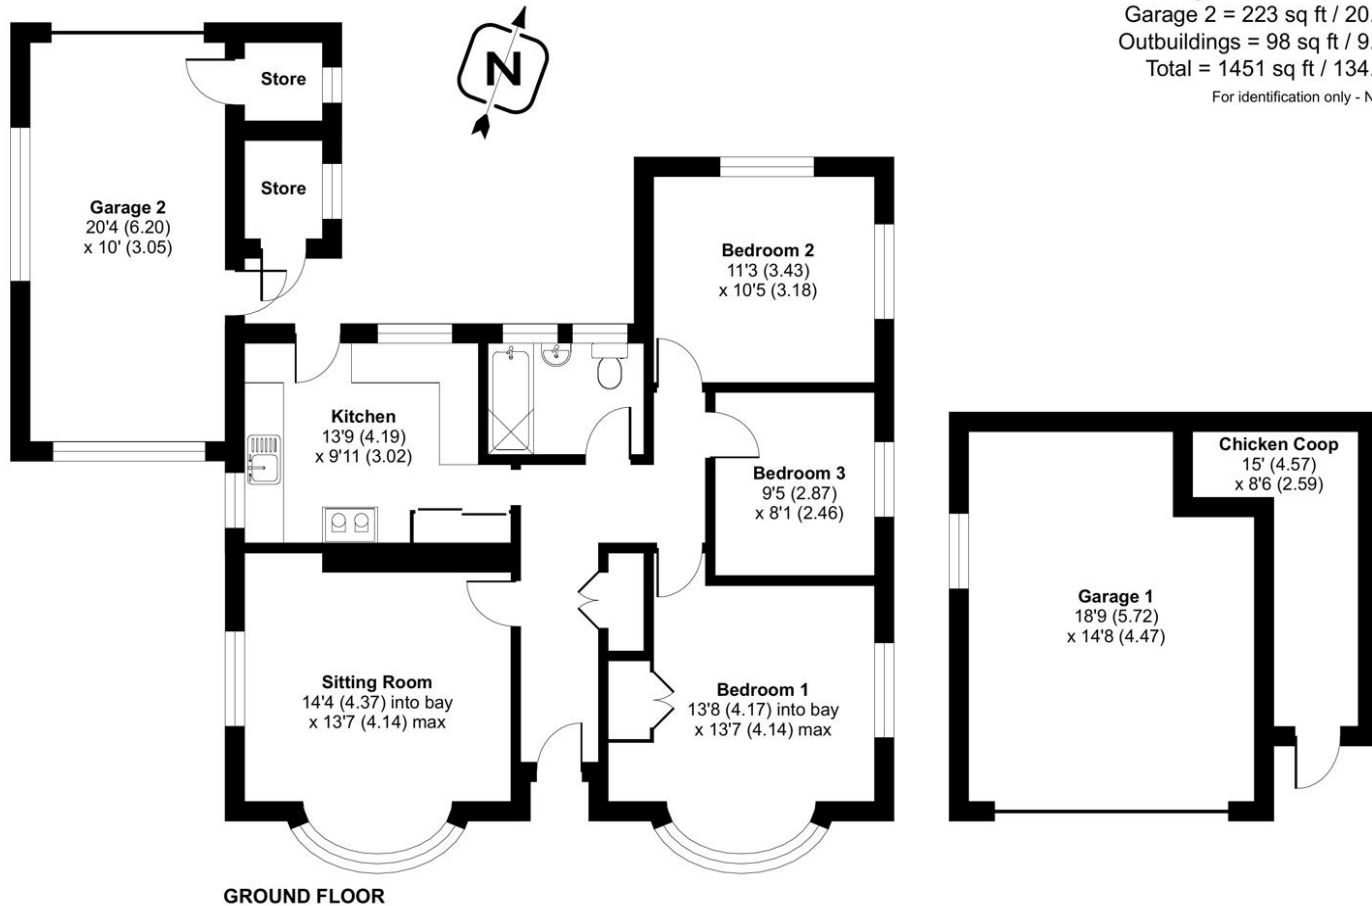 Garage 2 = 223 sq ft / 20.
Outbuildings = 98 sq ft / 9.
Total = 1451 sq ft / 134.
For identification only - N
N
Store
Store
Garage 2
20'4 (6.20)
x 10' (3.05)
Bedroom 2
11'3 (3.43)
x 10'5 (3.18)
Kitchen
13'9 (4.19)
x 9'11 (3.02)
Bedroom 3
9'5 (2.87)
x 8'1 (2.46)
Chicken Coop
15' (4.57)
x 8'6 (2.59)
Garage 1
18'9 (5.72)
x 14'8 (4.47)
Sitting Room
14'4 (4.37) into bay
x 13'7 (4.14) max
Bedroom 1
13'8 (4.17) into bay
x 13'7 (4.14) max
GROUND FLOOR